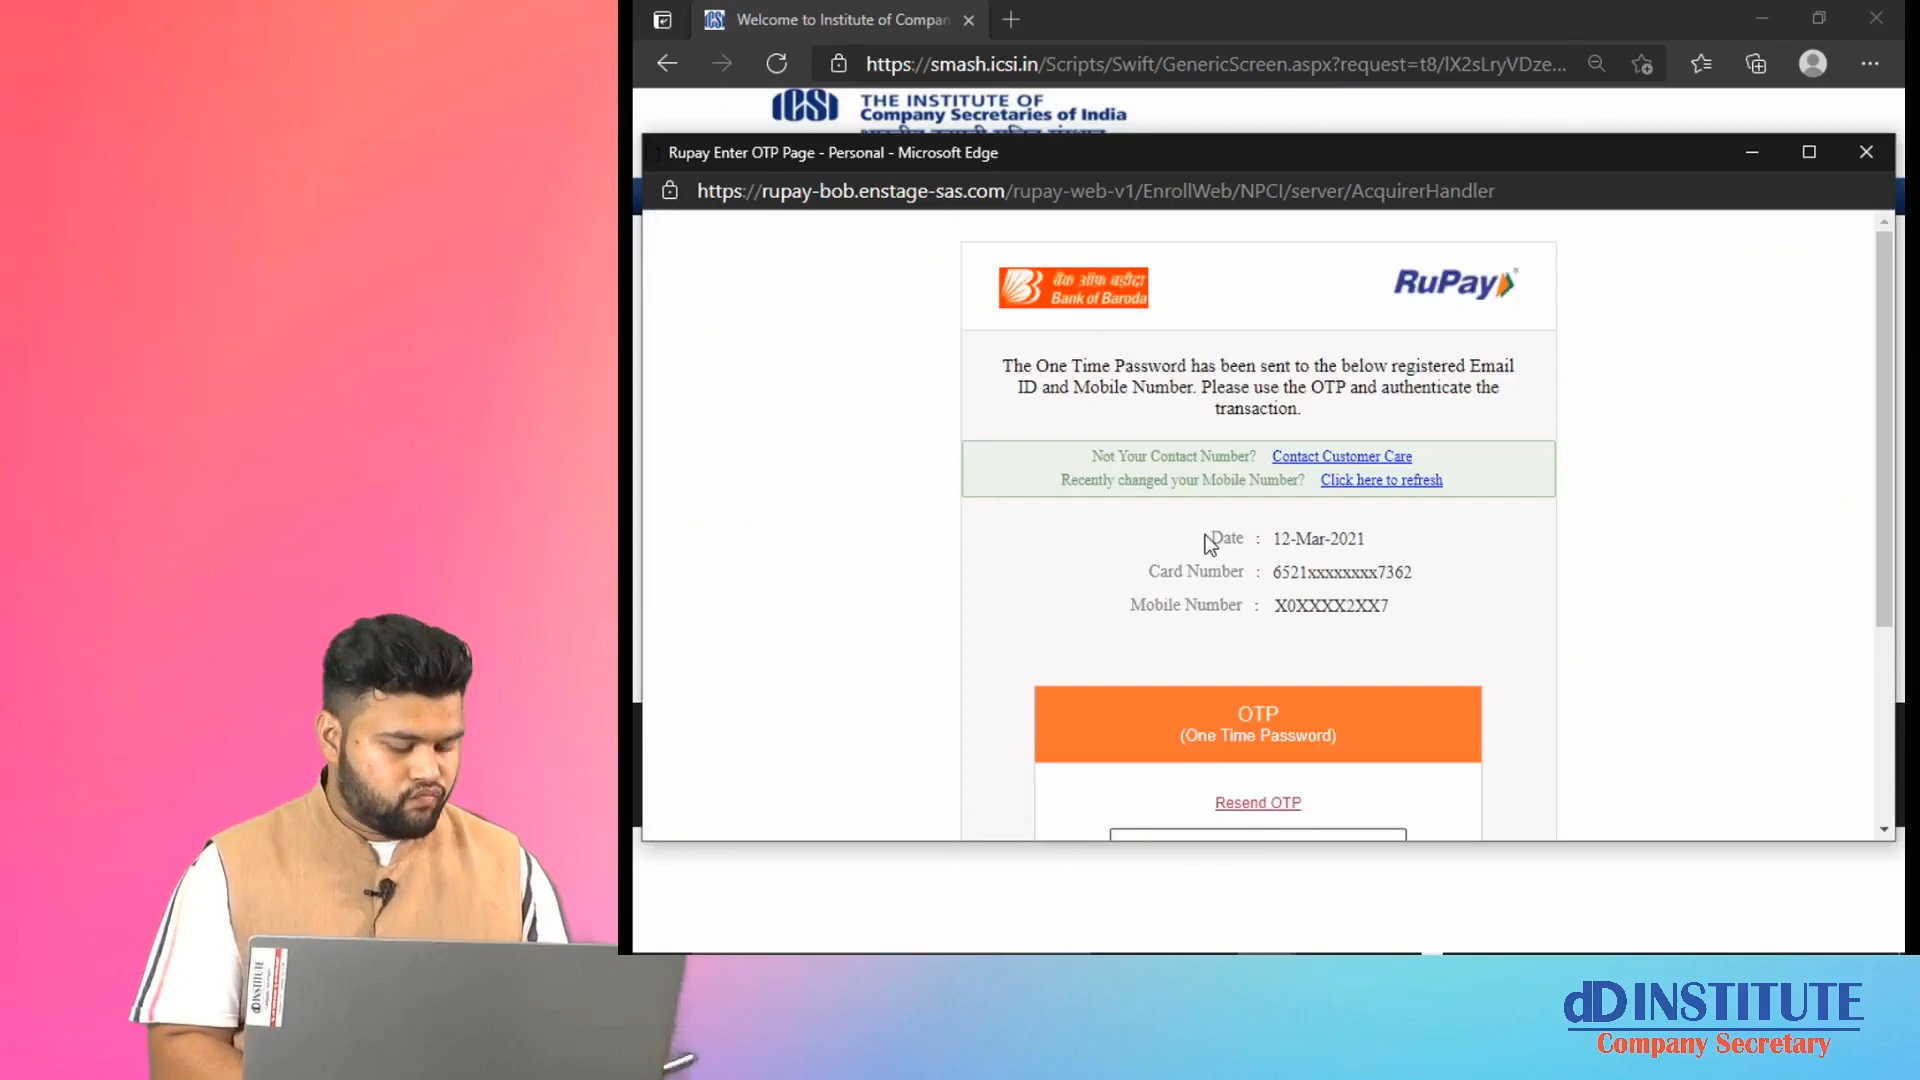 Welcome to Institute of Compan
https://smash.icsi.in/Scripts/Swift/GenericScreen.aspx?request=t8/lX2sLryVDze...
ICSI
THE INSTITUTE OF
Company Secretaries of India
Rupay Enter OTP Page - Personal - Microsoft Edge
https://rupay-bob.enstage-sas.com/rupay-web-v1/EnrollWeb/NPCI/server/AcquirerHandler
बैंक ऑफ़ बड़ौदा
Bank of Baroda
RuPay
The One Time Password has been sent to the below registered Email
ID and Mobile Number. Please use the OTP and authenticate the
transaction.
Not Your Contact Number? Contact Customer Care
Recently changed your Mobile Number? Click here to refresh
Date : 12-Mar-2021
Card Number : 6521xxxxxxxx7362
Mobile Number : X0XXXX2XX7
OTP
(One Time Password)
Resend OTP
dD INSTITUTE
dD INSTITUTE
Company Secretary